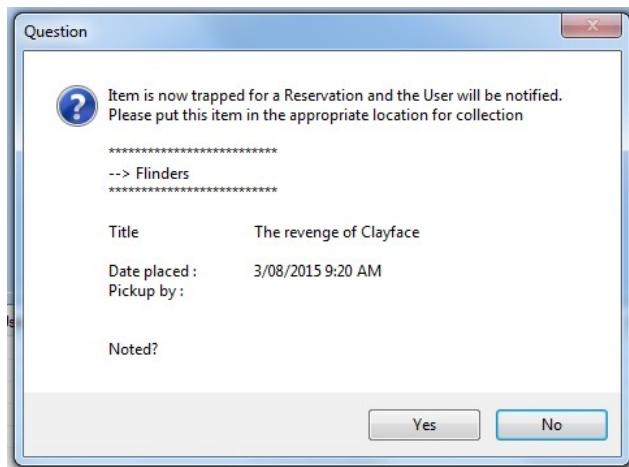 Question
Item is now trapped for a Reservation and the User will be notified.
Please put this item in the appropriate location for collection
**************************
--> Flinders
**************************
Title The revenge of Clayface
Date placed : 3/08/2015 9:20 AM
Pickup by :
Noted?
Yes No